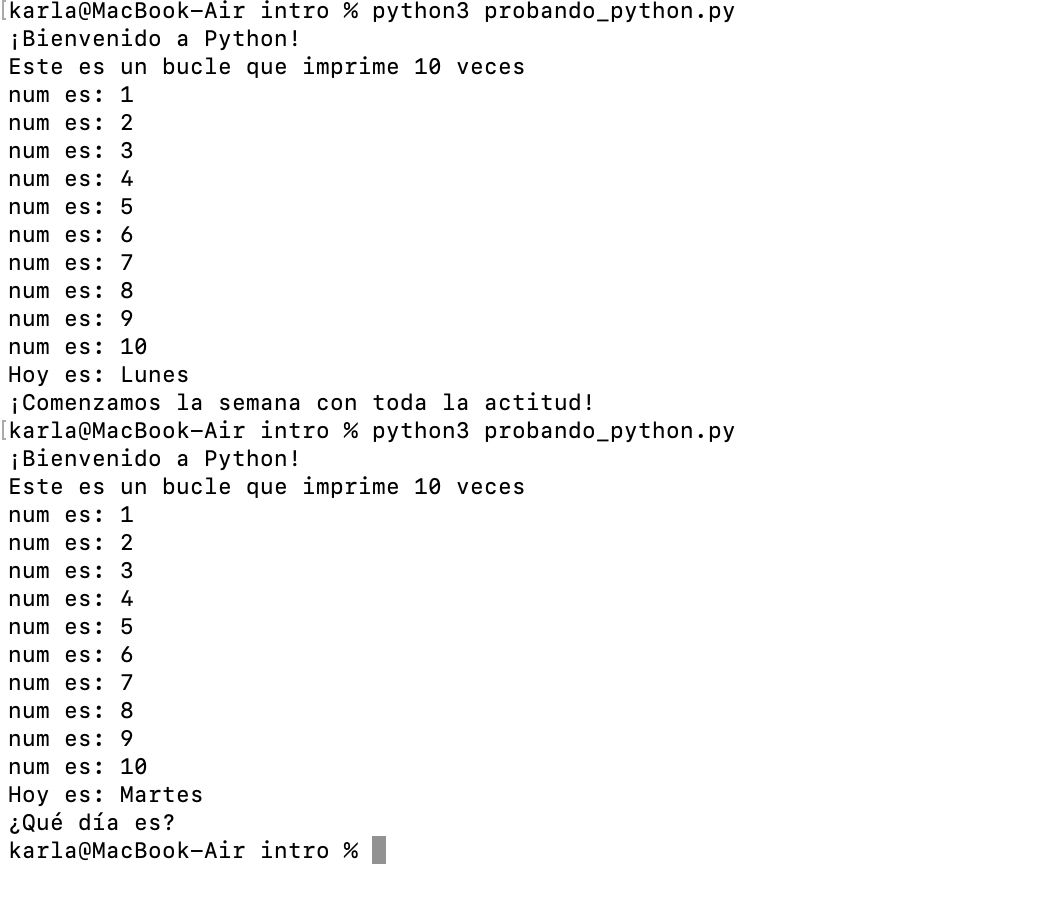 [karla@MacBook-Air intro % python3 probando_python.py
¡Bienvenido a Python!
Este es un bucle que imprime 10 veces
num es: 1
num es: 2
num es: 3
num es: 4
num es: 5
num es: 6
num es: 7
num es: 8
num es: 9
num es: 10
Hoy es: Lunes
¡Comenzamos la semana con toda la actitud!
[karla@MacBook-Air intro % python3 probando_python.py
¡Bienvenido a Python!
Este es un bucle que imprime 10 veces
num es: 1
num es: 2
num es: 3
num es: 4
num es: 5
num es: 6
num es: 7
num es: 8
num es: 9
num es: 10
Hoy es: Martes
¿Qué día es?
karla@MacBook-Air intro %